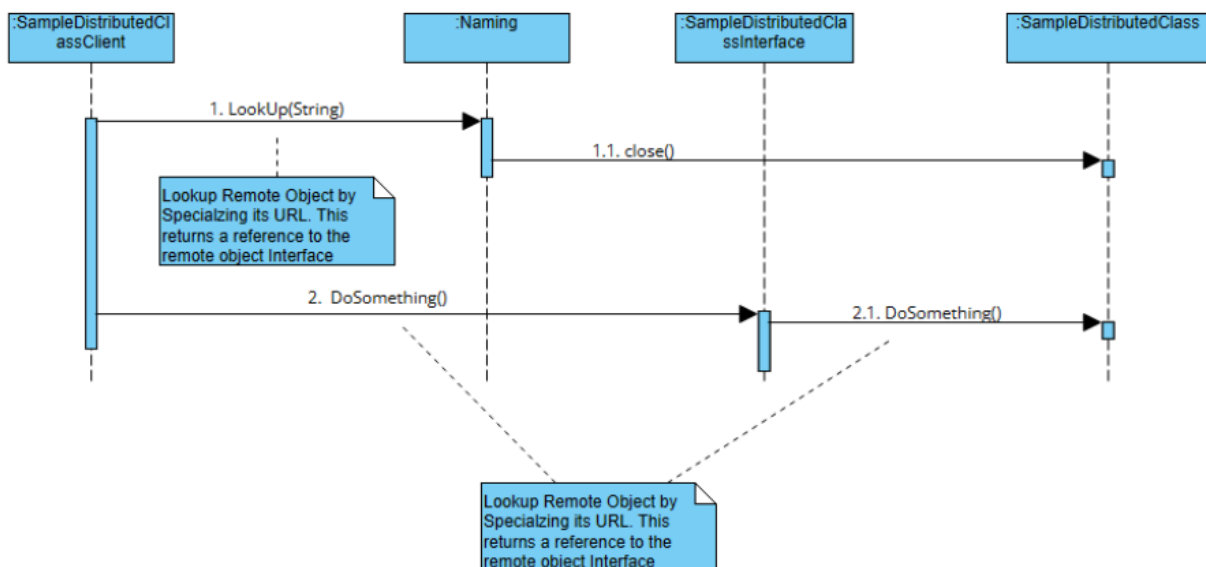 :SampleDistributedCl
assClient
:Naming
:SampleDistributedCla
ssInterface
:SampleDistributedClass
1. LookUp(String)
1.1. close()
Lookup Remote Object by
Specialzing its URL. This
returns a reference to the
remote object Interface
2.  DoSomething()
2.1. DoSomething()
Lookup Remote Object by
Specialzing its URL. This
returns a reference to the
remote object Interface